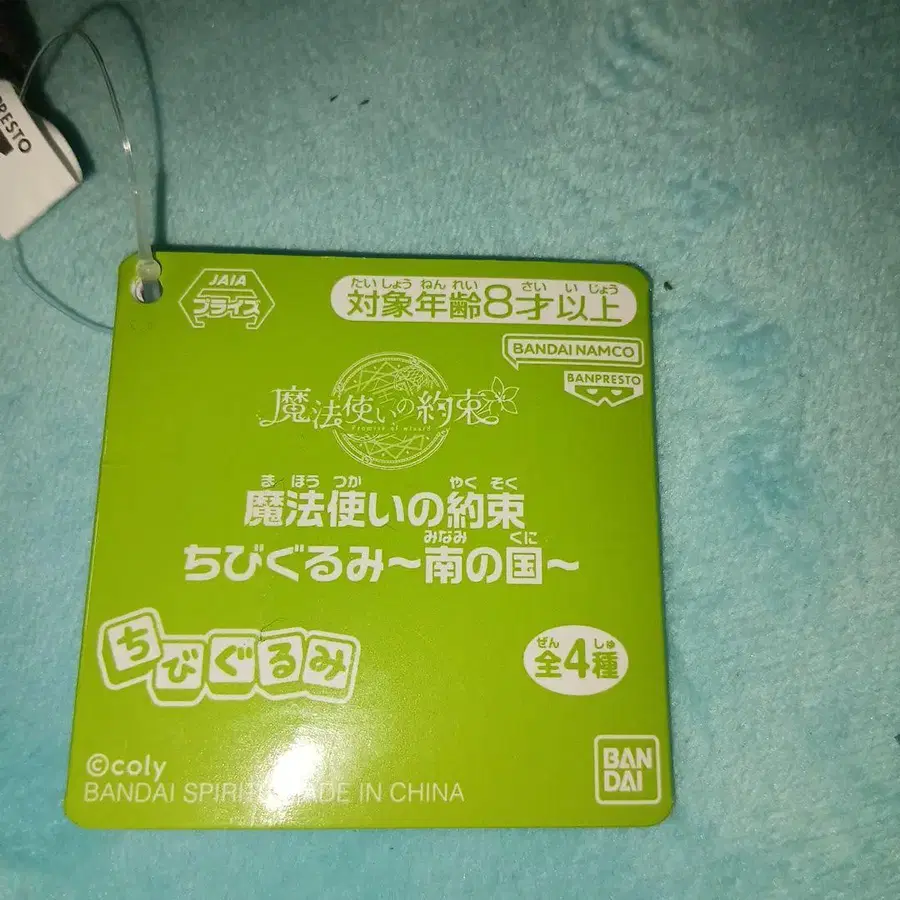 PRESTO
JAIA
プライズ
たいしょうねんれい さいいじょう
対象年齢8才以上
BANDAI NAMCO
BANPRESTO
魔法使いの約束
Promise of wizard
ま ほう つか やく そく
魔法使いの約束
みなみ くに
ちびぐるみ〜南の国〜
ちびぐるみ
ぜん しゅ
全4種
©coly
BANDAI SPIRITS MADE IN CHINA
BAN
DAI